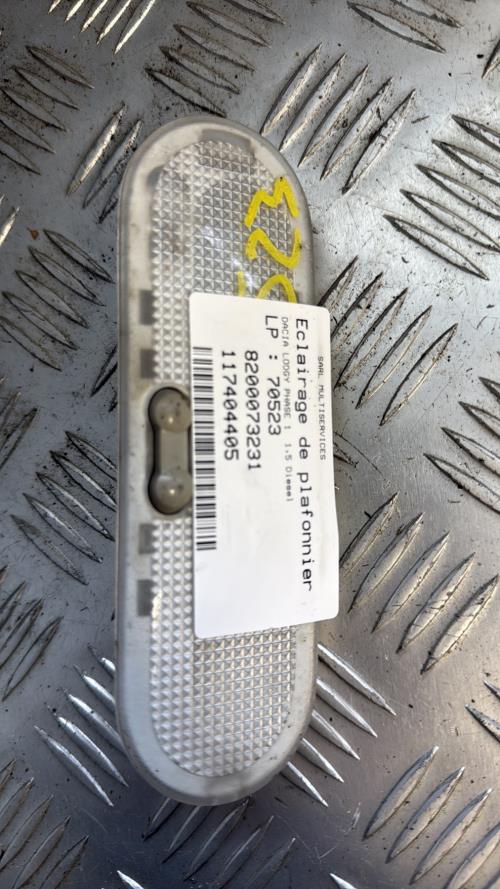 SARL MULTISERVICES
Eclairage de plafonnier
DACIA LODGY PHASE 1 1,5 Diesel
LP : 70523
8200073231
117404405